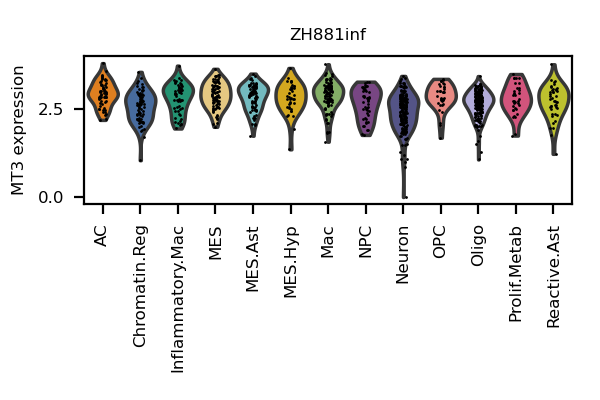 ZH881inf
MT3 expression
2.5
0.0
AC
Chromatin.Reg
Inflammatory.Mac
MES
MES.Ast
MES.Hyp
Mac
NPC
Neuron
OPC
Oligo
Prolif.Metab
Reactive.Ast